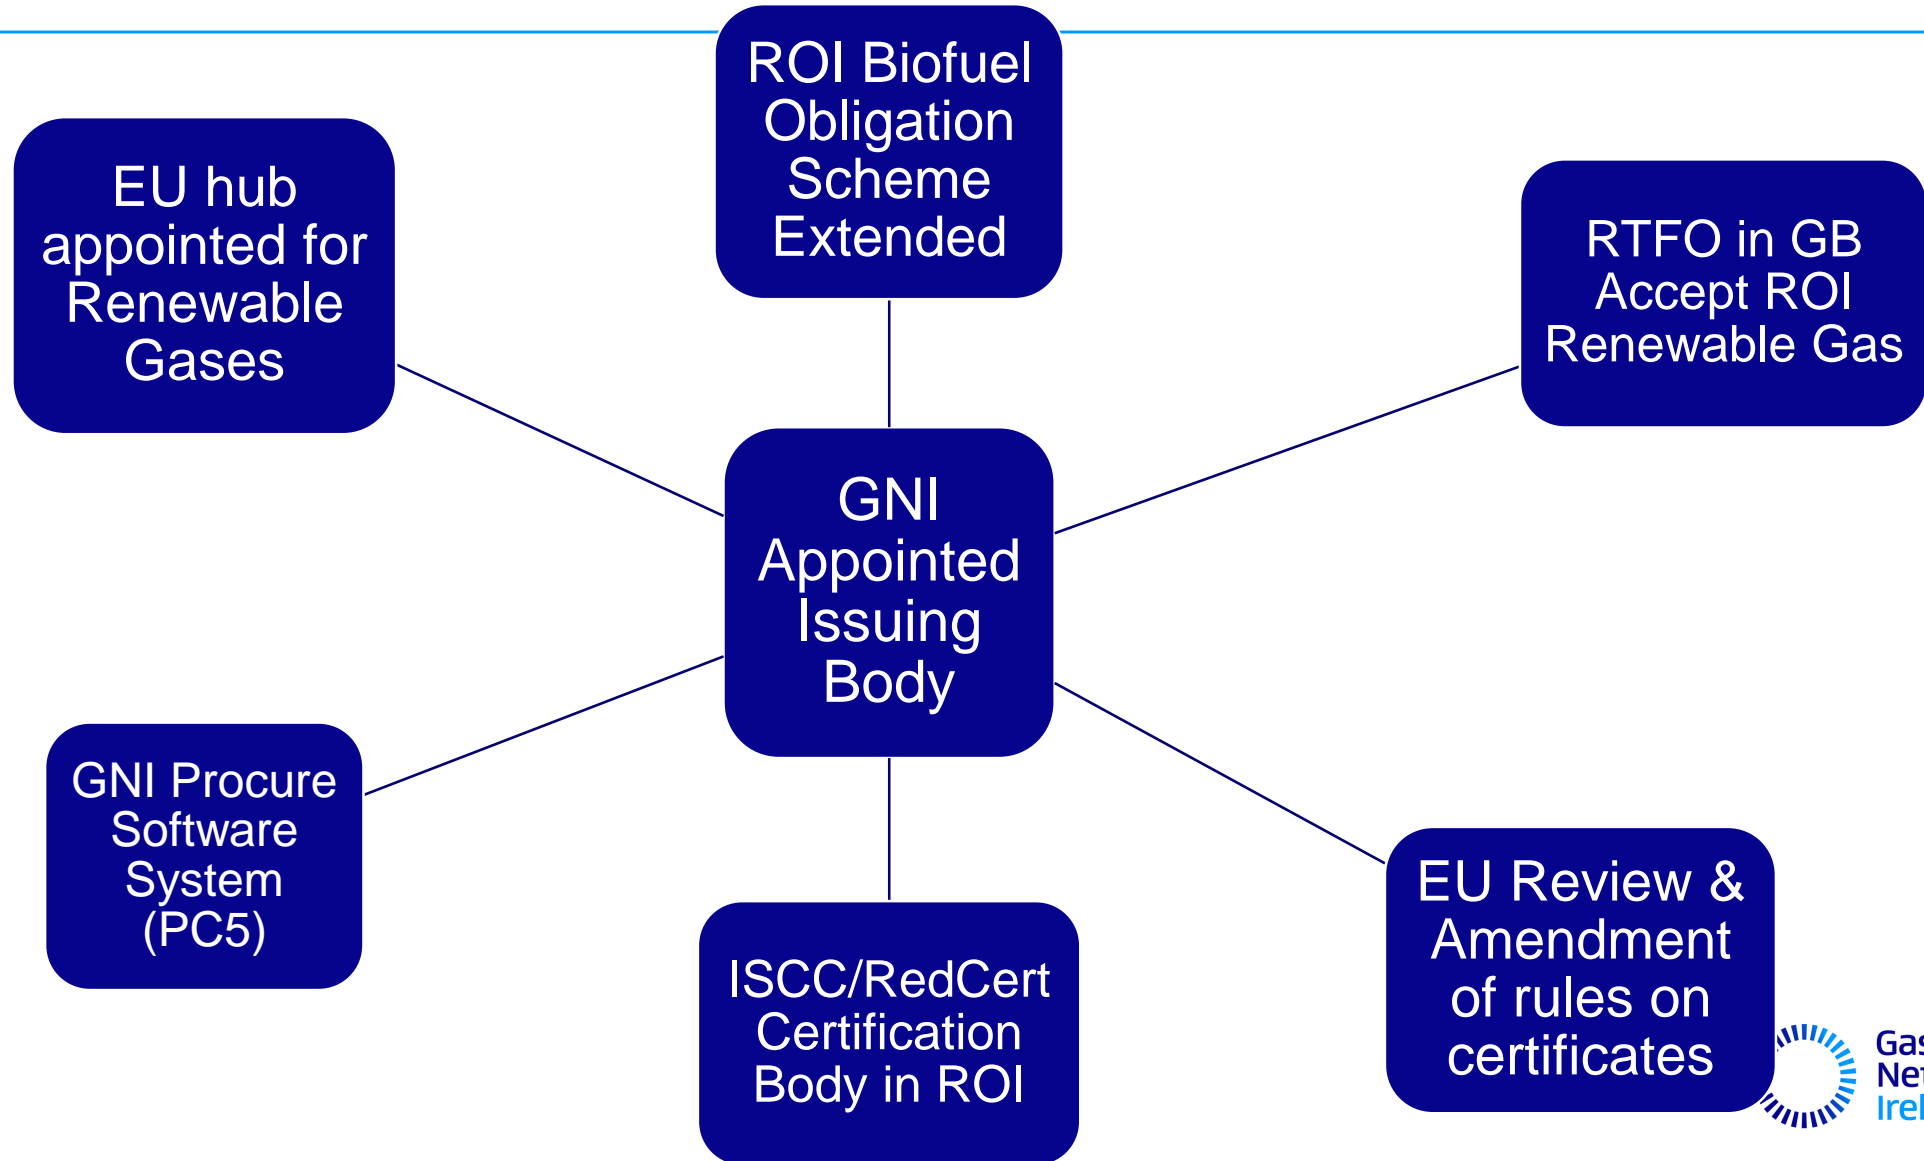 ROI Biofuel
Obligation
Scheme
Extended
EU hub
appointed for
Renewable
Gases
RTFO in GB
Accept ROI
Renewable Gas
GNI
Appointed
Issuing
Body
GNI Procure
Software
System
(PC5)
ISCC/RedCert
Certification
Body in ROI
EU Review &
Amendment
of rules on
certificates